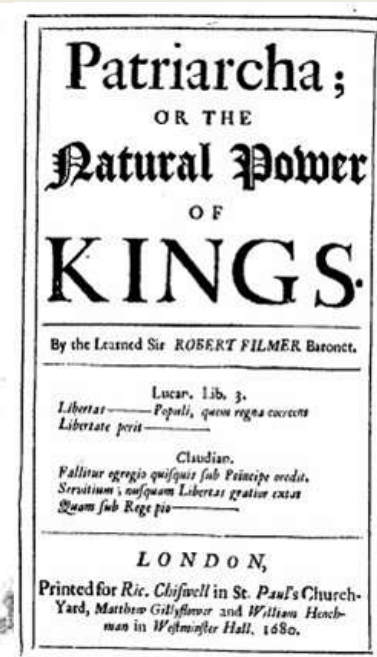 Patriarcha;
OR THE
Natural Power
OF
KINGS.
By the Learned Sir ROBERT FILMER Baronet.
Lucan. Lib. 3.
Libertas——Populi, quem regna coercent
Libertate perit——
Claudian.
Fallitur egregio quisquis sub Principe credit.
Servitium; nusquam Libertas gratior extat
Quam sub Rege pio——
LONDON,
Printed for Ric. Chiswell in St. Paul's Church-
Yard, Matthew Gillyflower and William Hench-
man in Westminster Hall. 1680.